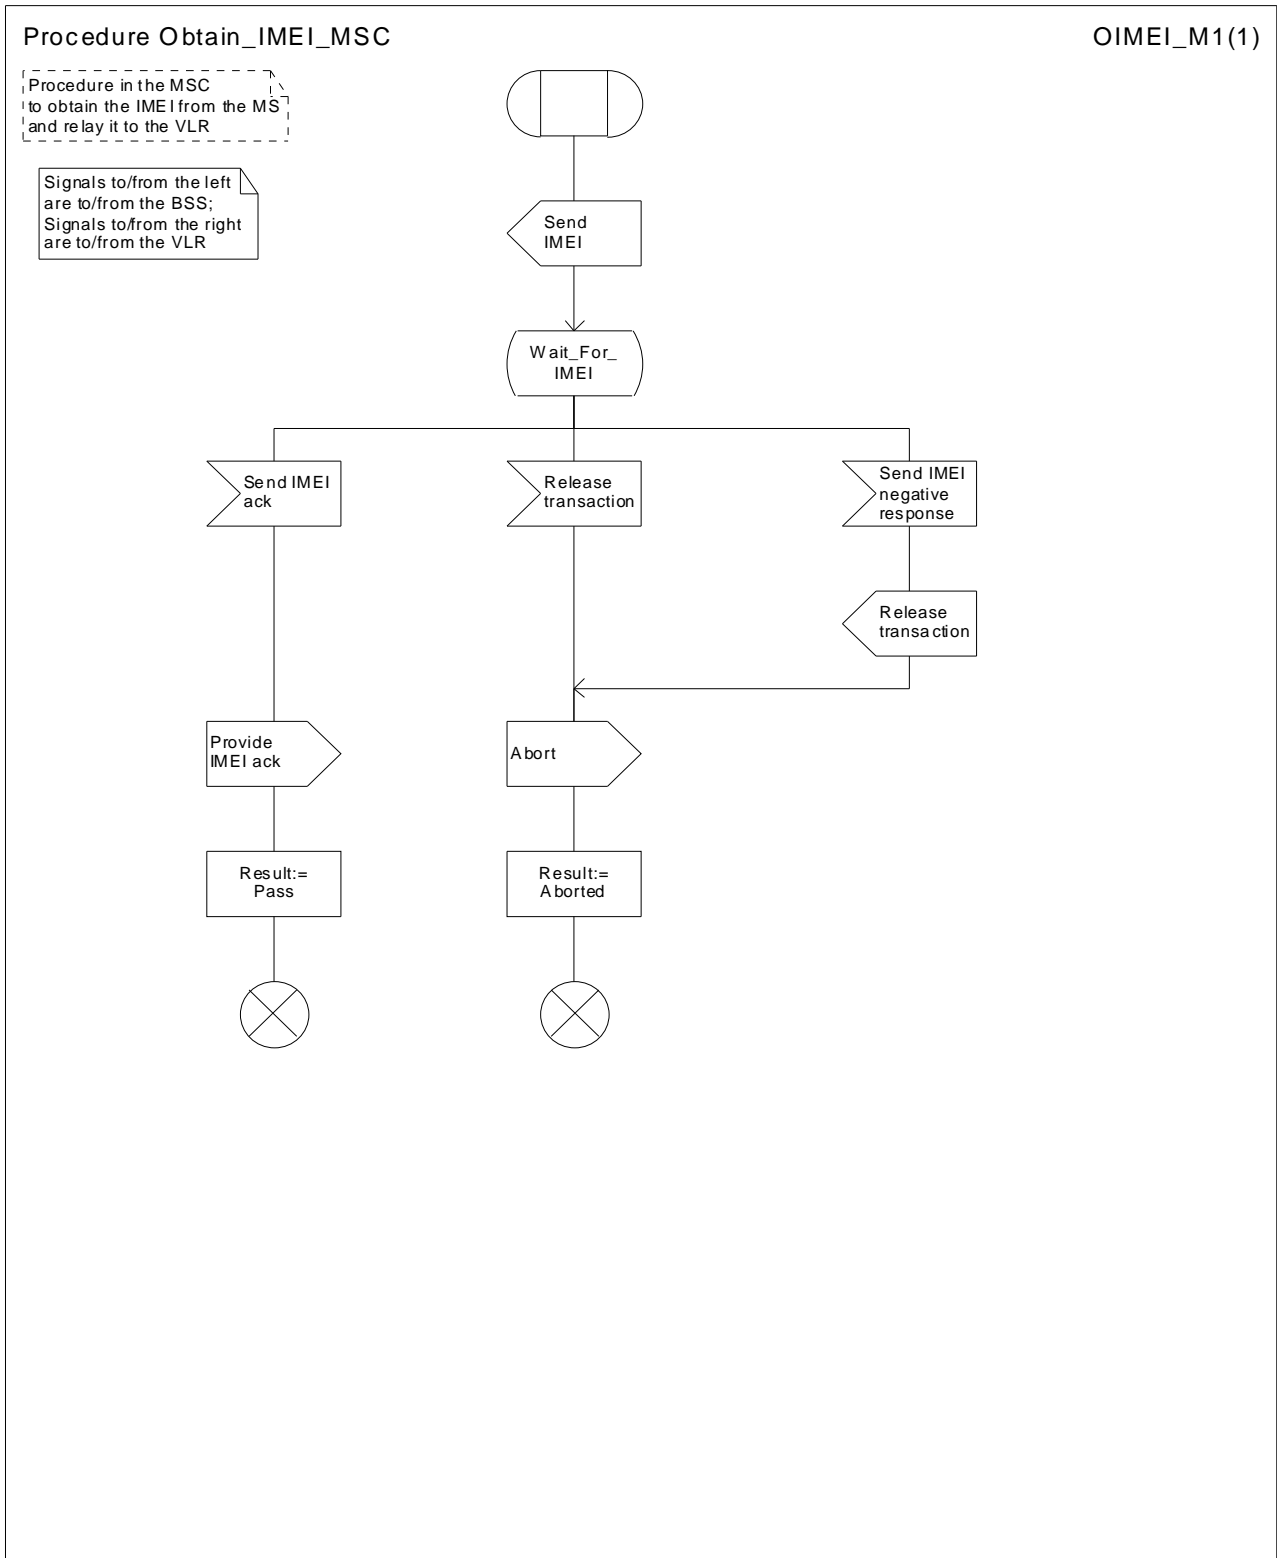 Procedure Obtain_IMEI_MSC
OIMEI_M1(1)
Procedure in the MSC
to obtain the IMEI from the MS
and relay it to the VLR
Signals to/from the left
are to/from the BSS;
Signals to/from the right
are to/from the VLR
Send
IMEI
Wait_For_
IMEI
Send IMEI
ack
Release
transaction
Send IMEI
negative
response
Release
transaction
Provide
IMEI ack
Abort
Result:=
Pass
Result:=
Aborted